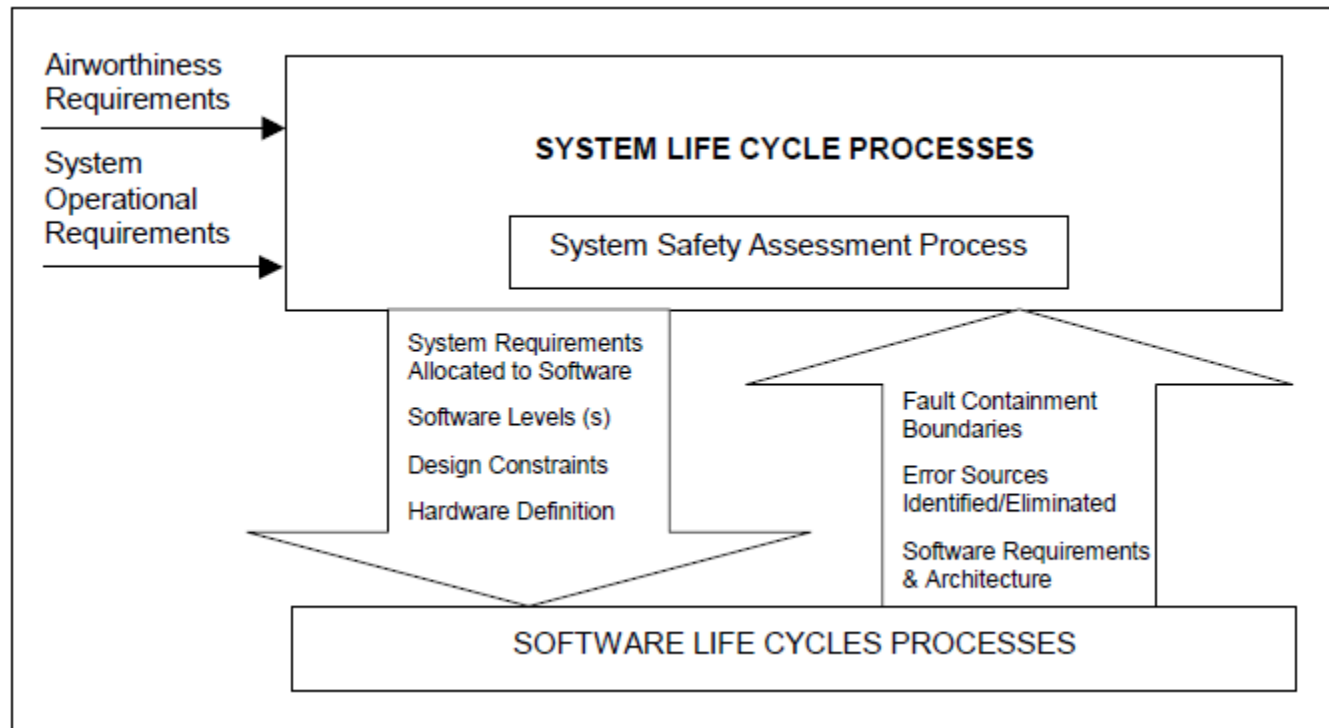 Airworthiness
Requirements
System
Operational
Requirements
SYSTEM LIFE CYCLE PROCESSES
System Safety Assessment Process
System Requirements
Allocated to Software
Software Levels (s)
Design Constraints
Hardware Definition
Fault Containment
Boundaries
Error Sources
Identified/Eliminated
Software Requirements
& Architecture
SOFTWARE LIFE CYCLES PROCESSES